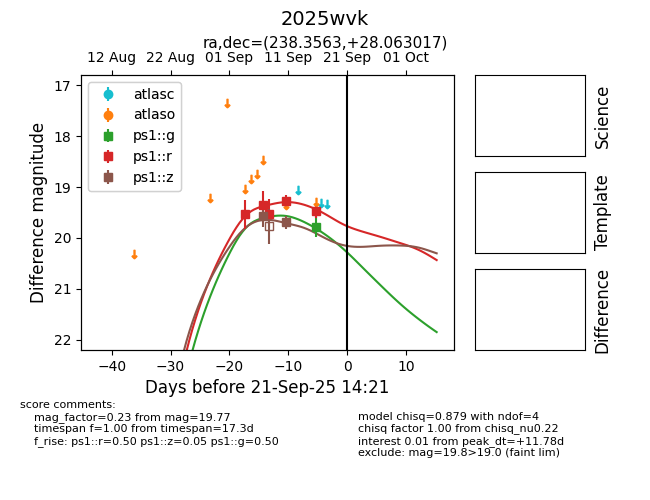 2025wvk
ra,dec=(238.3563,+28.063017)
12 Aug 22 Aug 01 Sep 11 Sep 21 Sep 01 Oct
atlasc
atlaso
ps1::g
ps1::r
ps1::z
17
18
19
20
21
22
Difference magnitude
−40 −30 −20 −10 0 10
Days before 21-Sep-25 14:21
Science
Template
Difference
score comments:
mag_factor=0.23 from mag=19.77
timespan f=1.00 from timespan=17.3d
f_rise: ps1::r=0.50 ps1::z=0.05 ps1::g=0.50
model chisq=0.879 with ndof=4
chisq factor 1.00 from chisq_nu0.22
interest 0.01 from peak_dt=+11.78d
exclude: mag=19.8>19.0 (faint lim)